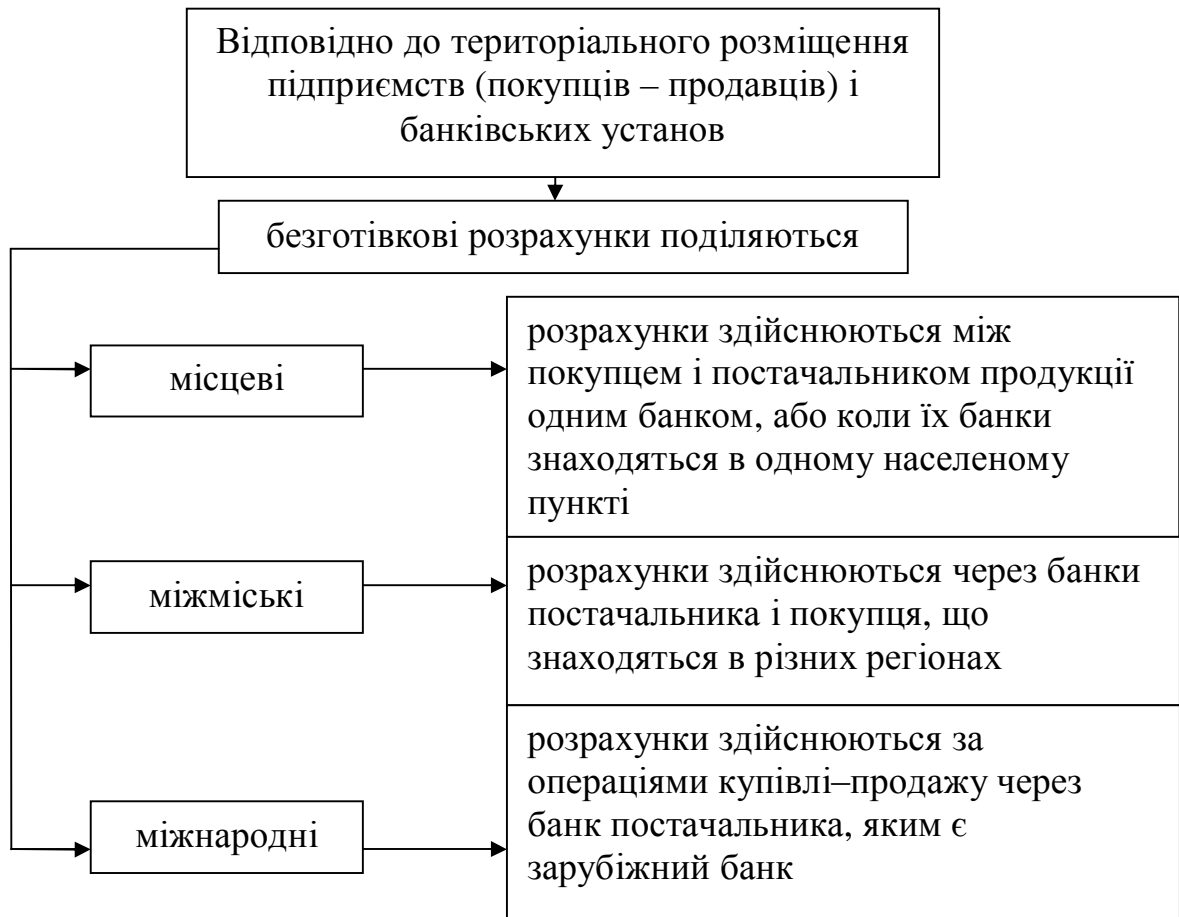 Відповідно до територіального розміщення
підприємств (покупців – продавців) і
банківських установ
безготівкові розрахунки поділяються
місцеві
розрахунки здійснюються між
покупцем і постачальником продукції
одним банком, або коли їх банки
знаходяться в одному населеному
пункті
міжміські
розрахунки здійснюються через банки
постачальника і покупця, що
знаходяться в різних регіонах
міжнародні
розрахунки здійснюються за
операціями купівлі–продажу через
банк постачальника, яким є
зарубіжний банк